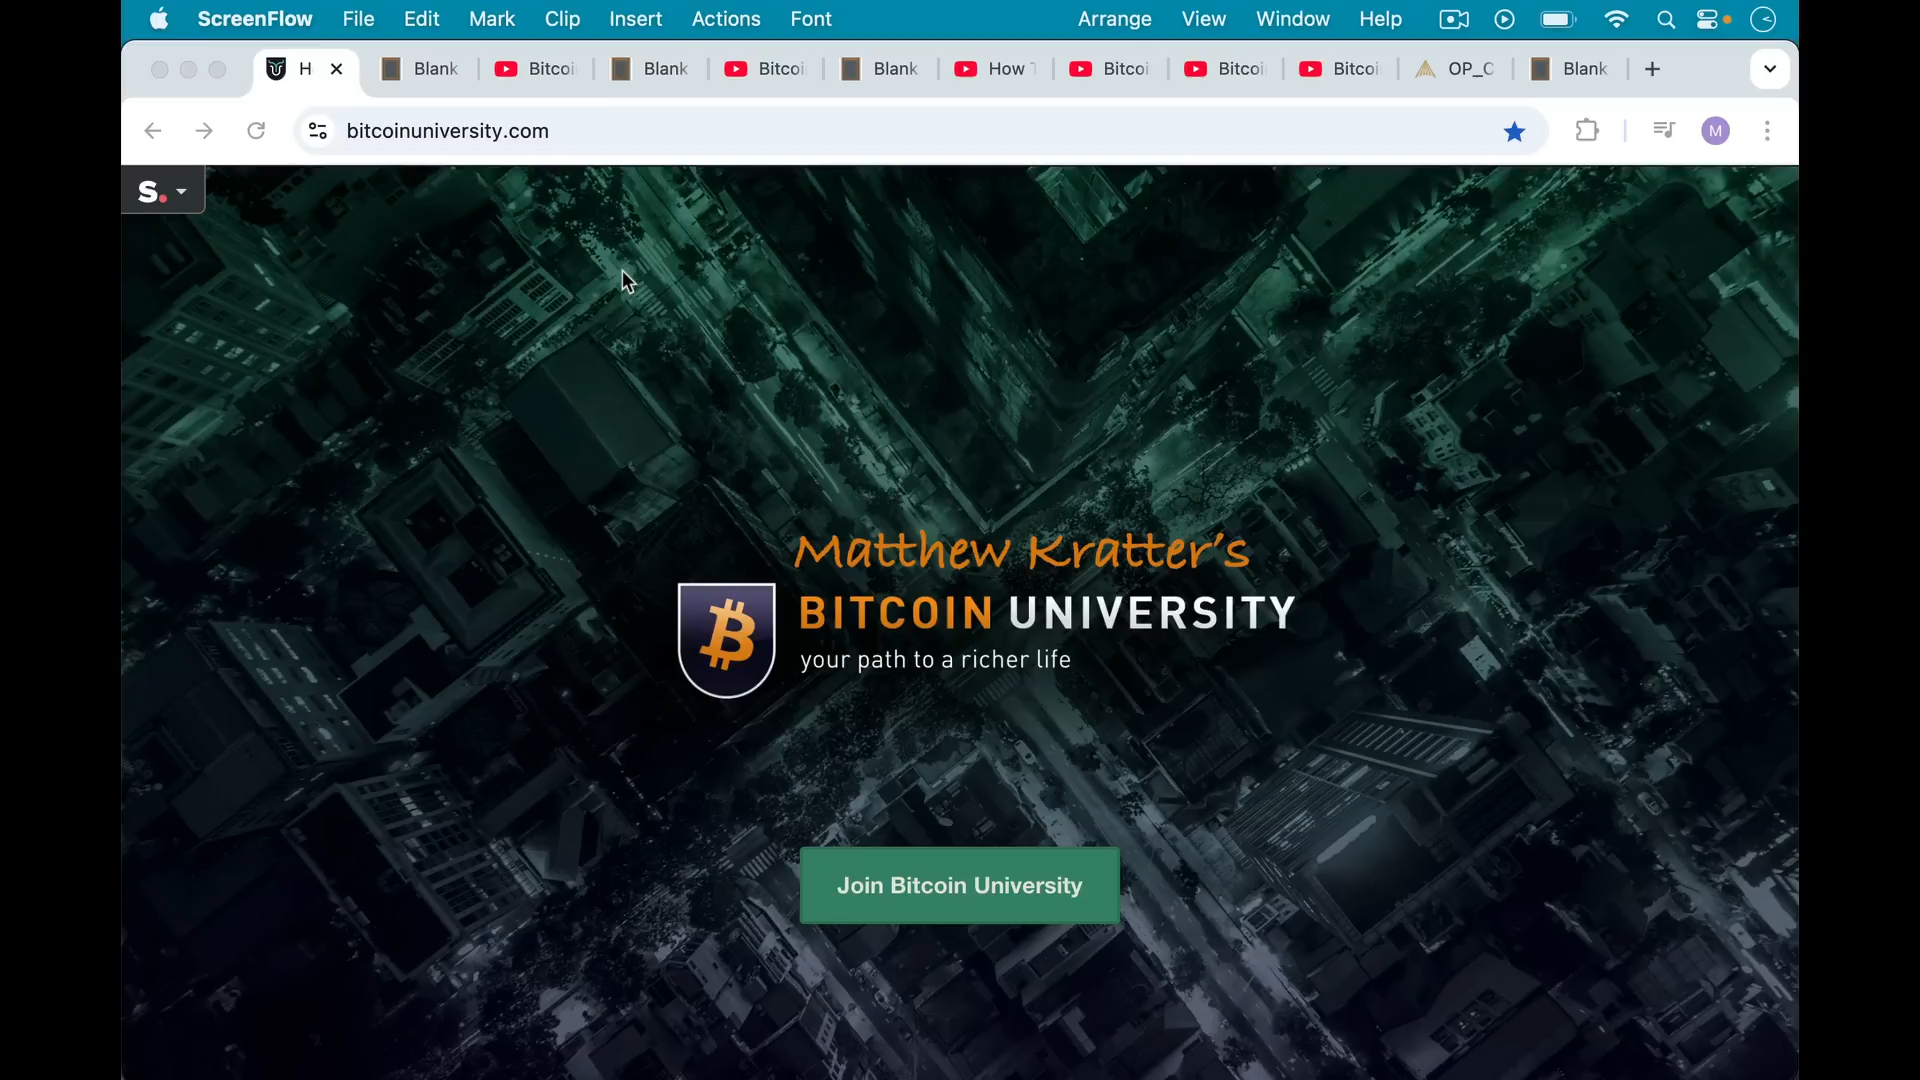 ScreenFlow File Edit Mark Clip Insert Actions Font Arrange View Window Help
H Blank Bitcoi Blank Bitcoi Blank How Bitcoi Bitcoi Bitcoi OP_C Blank
bitcoinuniversity.com M
S.
Matthew Kratter's
BITCOIN UNIVERSITY
your path to a richer life
Join Bitcoin University